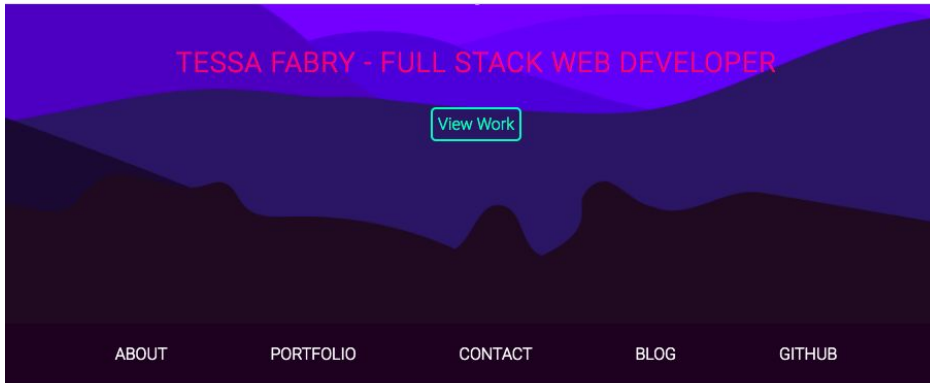 TESSA FABRY - FULL STACK WEB DEVELOPER
View Work
ABOUT PORTFOLIO CONTACT BLOG GITHUB